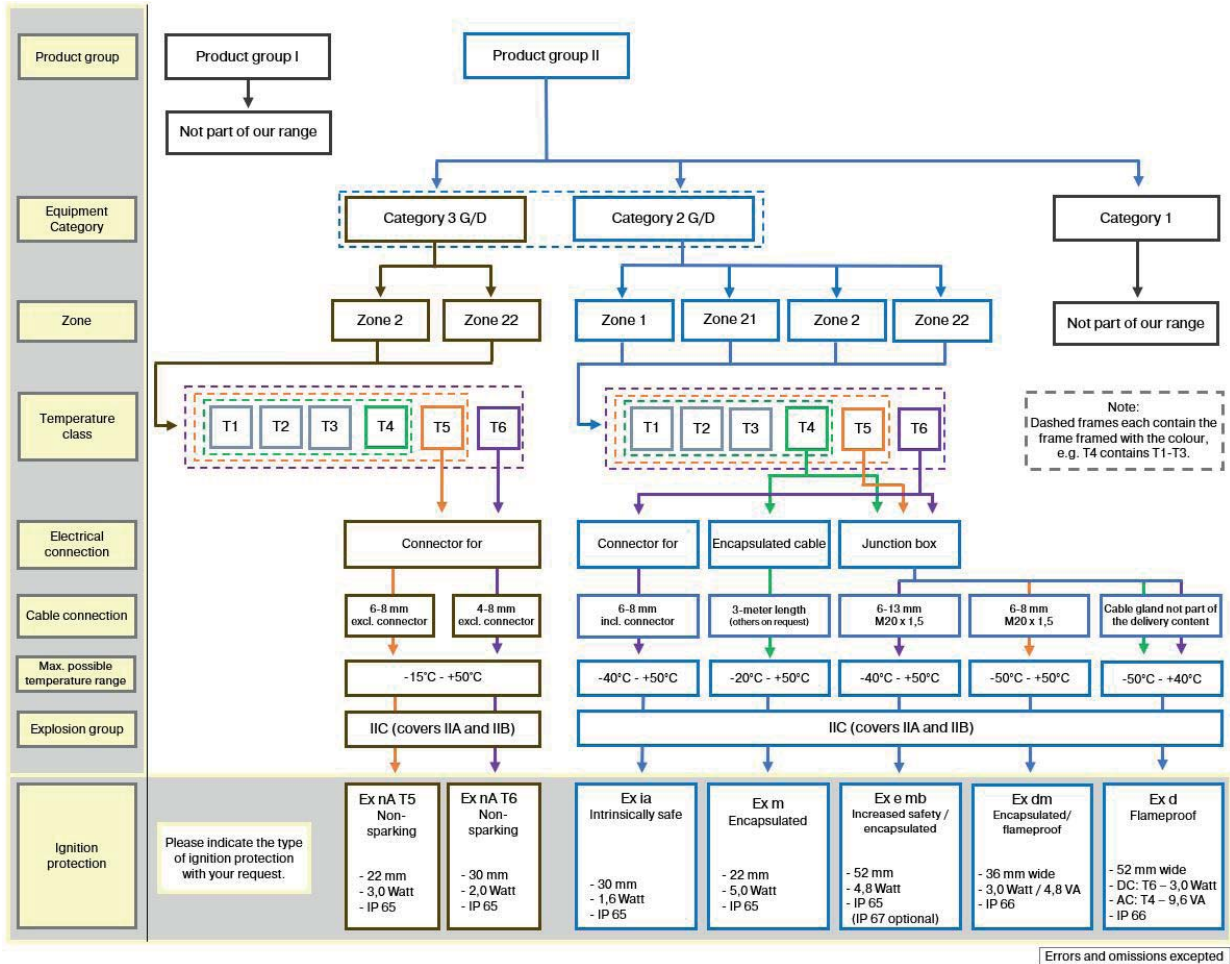 Product group
Product group I
Product group II
Not part of our range
Equipment
Category
Category 3 G/D
Category 2 G/D
Category 1
Zone
Zone 2
Zone 22
Zone 1
Zone 21
Zone 2
Zone 22
Not part of our range
Temperature
class
T1
T2
T3
T4
T5
T6
T1
T2
T3
T4
T5
T6
Note:
Dashed frames each contain the
frame framed with the colour,
e.g. T4 contains T1-T3.
Electrical
connection
Connector for
Connector for
Encapsulated cable
Junction box
Cable connection
6-8 mm
excl. connector
4-8 mm
excl. connector
6-8 mm
incl. connector
3-meter length
(others on request)
6-13 mm
M20 x 1,5
6-8 mm
M20 x 1,5
Cable gland not part of
the delivery content
Max. possible
temperature range
-15°C - +50°C
-40°C - +50°C
-20°C - +50°C
-40°C - +50°C
-50°C - +50°C
-50°C - +40°C
Explosion group
IIC (covers IIA and IIB)
IIC (covers IIA and IIB)
Ignition
protection
Please indicate the type
of ignition protection
with your request.
Ex nA T5
Non-
sparking
- 22 mm
- 3,0 Watt
- IP 65
Ex nA T6
Non-
sparking
- 30 mm
- 2,0 Watt
- IP 65
Ex ia
Intrinsically safe
- 30 mm
- 1,6 Watt
- IP 65
Ex m
Encapsulated
- 22 mm
- 5,0 Watt
- IP 65
Ex e mb
Increased safety /
encapsulated
- 52 mm
- 4,8 Watt
- IP 65
(IP 67 optional)
Ex dm
Encapsulated/
flameproof
- 36 mm wide
- 3,0 Watt / 4,8 VA
- IP 66
Ex d
Flameproof
- 52 mm wide
- DC: T6 – 3,0 Watt
- AC: T4 – 9,6 VA
- IP 66
Errors and omissions excepted